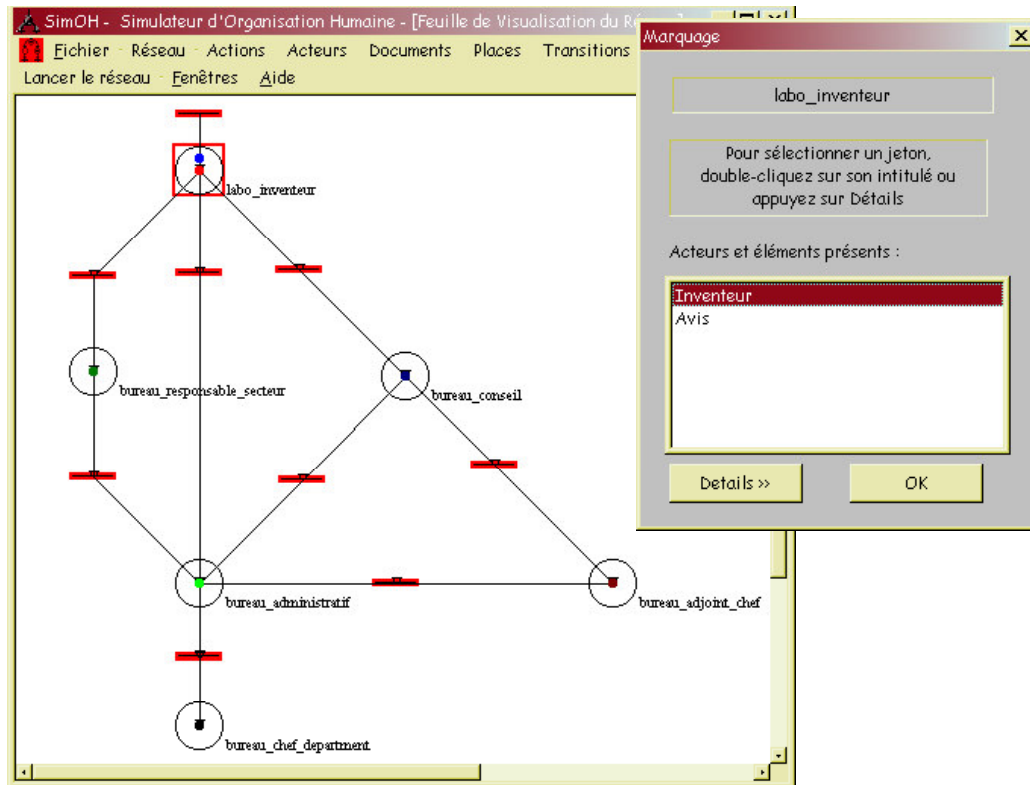 SimOH - Simulateur d'Organisation Humaine - [Feuille de Visualisation du Ré
Fichier Réseau Actions Acteurs Documents Places Transitions
Lancer le réseau Fenêtres Aide
labo_inventeur
bureau_responsable_secteur
bureau_conseil
bureau_administratif
bureau_adjoint_chef
bureau_chef_department
Marquage
labo_inventeur
Pour sélectionner un jeton,
double-cliquez sur son intitulé ou
appuyez sur Détails
Acteurs et éléments présents :
Inventeur
Avis
Details >>
OK